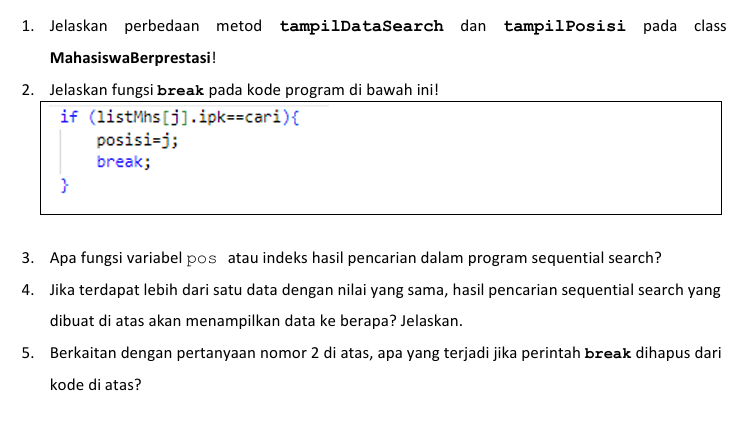 1. Jelaskan perbedaan metod tampilDataSearch dan tampilPosisi pada class
MahasiswaBerprestasi!
2. Jelaskan fungsi break pada kode program di bawah ini!
if (listMhs[j].ipk==cari){
posisi=j;
break;
}
3. Apa fungsi variabel pos atau indeks hasil pencarian dalam program sequential search?
4. Jika terdapat lebih dari satu data dengan nilai yang sama, hasil pencarian sequential search yang
dibuat di atas akan menampilkan data ke berapa? Jelaskan.
5. Berkaitan dengan pertanyaan nomor 2 di atas, apa yang terjadi jika perintah break dihapus dari
kode di atas?